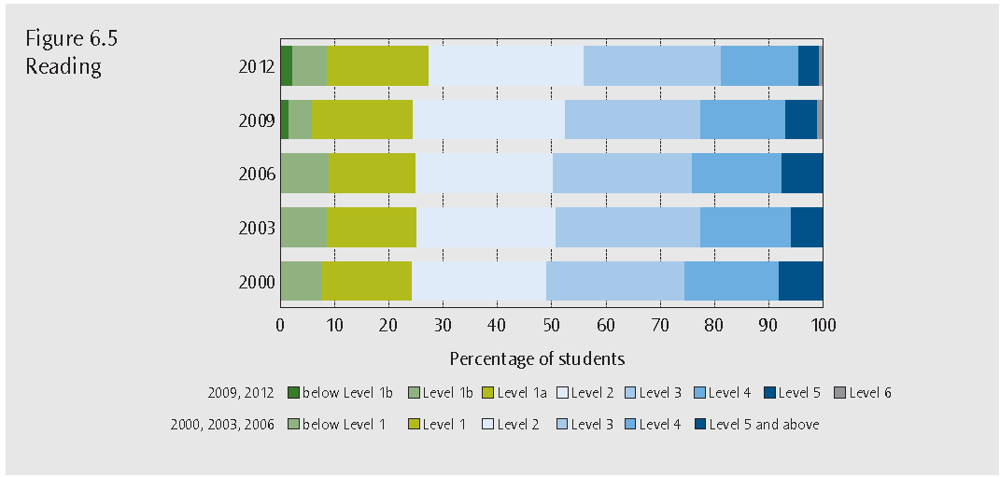 Figure 6.5
Reading
2012
2009
2006
2003
2000
0 10 20 30 40 50 60 70 80 90 100
Percentage of students
2009, 2012 below Level 1b Level 1b Level 1a Level 2 Level 3 Level 4 Level 5 Level 6
2000, 2003, 2006 below Level 1 Level 1 Level 2 Level 3 Level 4 Level 5 and above